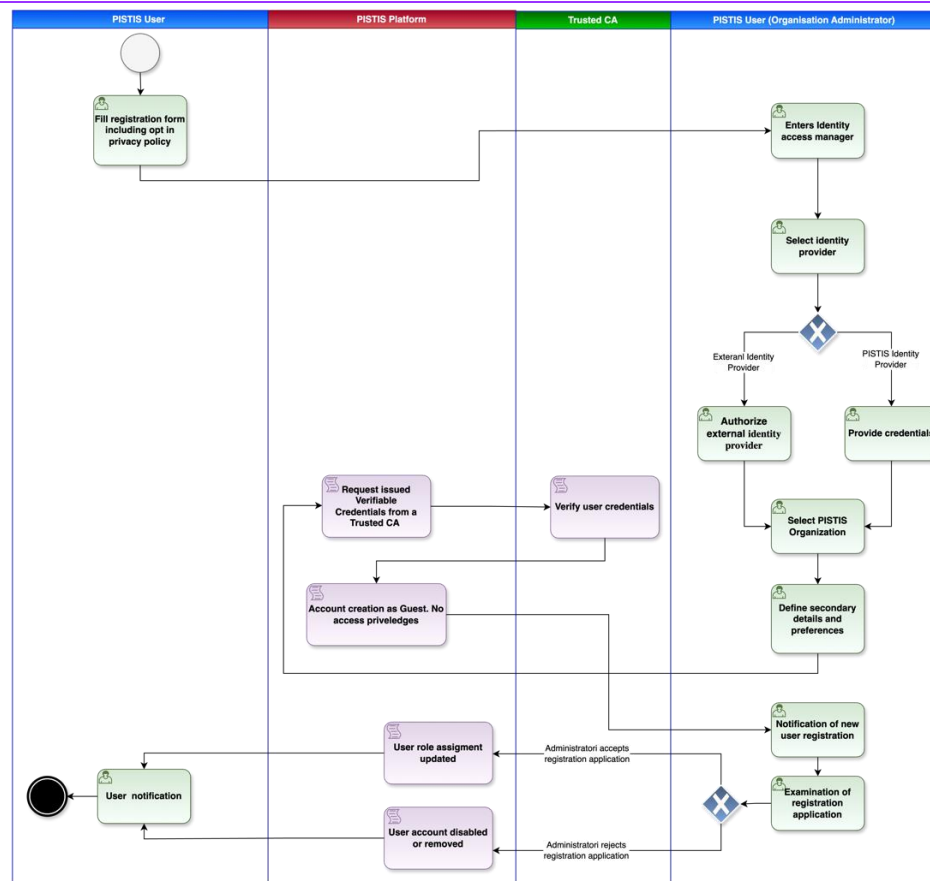 PISTIS User
PISTIS Platform
Trusted CA
PISTIS User (Organisation Administrator)
Fill registration form
including opt in
privacy policy
Enters Identity
access manager
Select identity
provider
Exteranl Identity
Provider
PISTIS Identity
Provider
Authorize
external identity
provider
Provide credentials
Request issued
Verifiable
Credentials from a
Trusted CA
Verify user credentials
Select PISTIS
Organization
Account creation as Guest. No
access priveledges
Define secondary
details and
preferences
Notification of new
user registration
User role assigment
updated
Administratori accepts
registration application
User notification
Examination of
registration
application
User account disabled
or removed
Administratori rejects
registration application